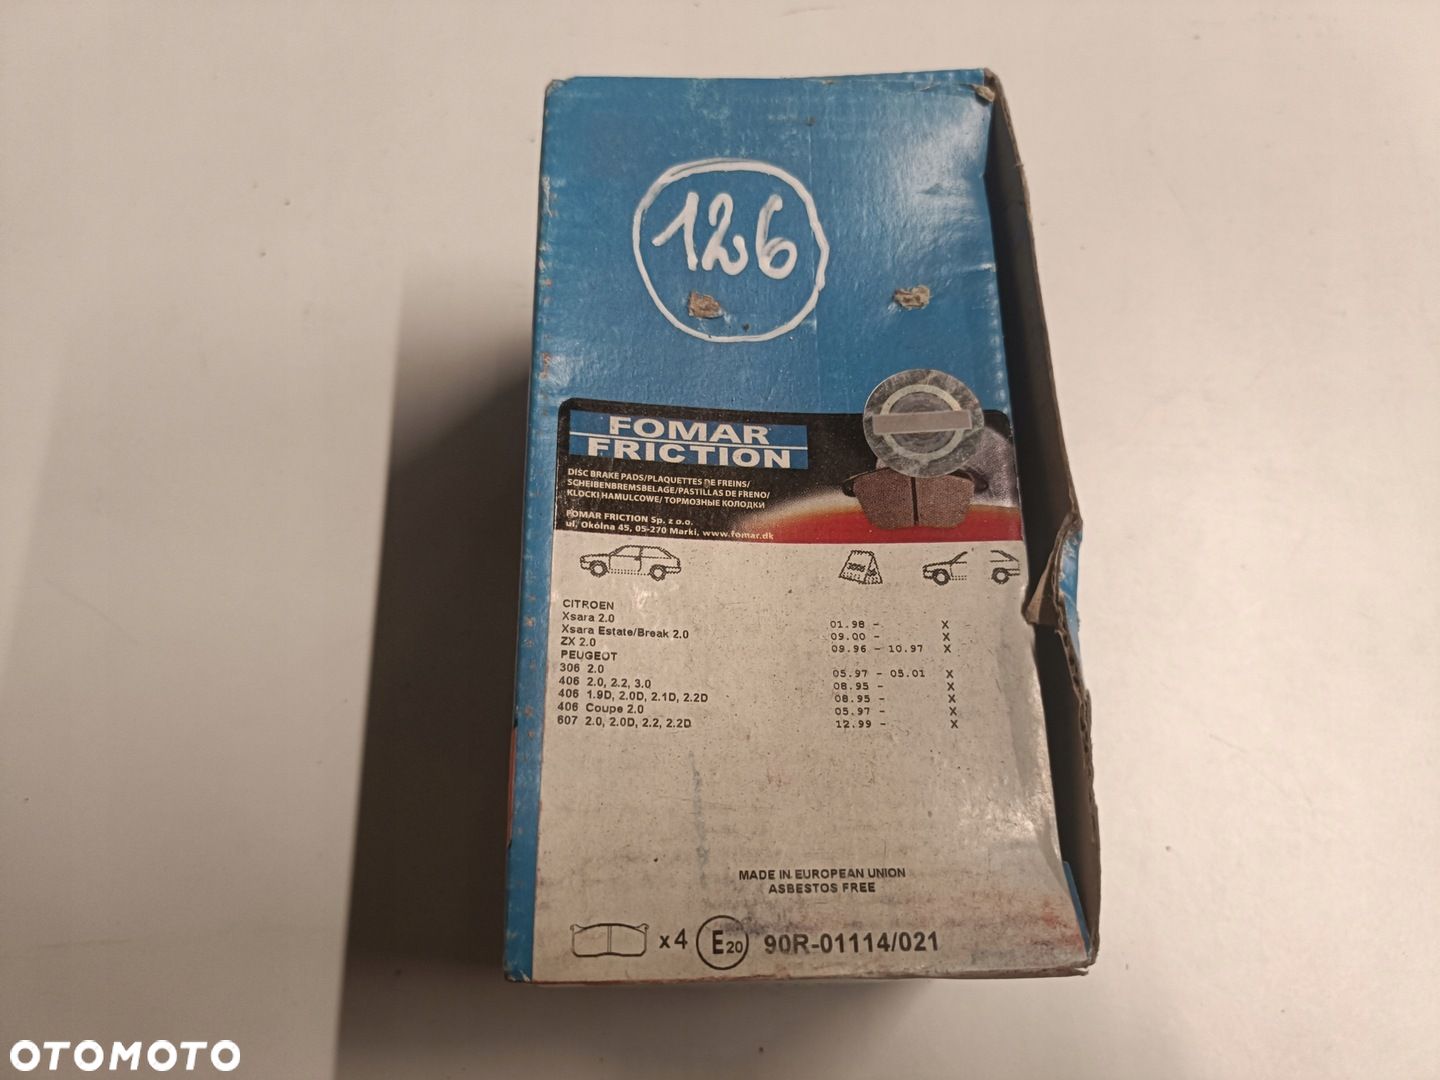 126
FOMAR
FRICTION
DISC BRAKE PADS/PLAQUETTES DE FREINS/
SCHEIBENBREMSBELAGE/PASTILLAS DE FRENO/
KLOCKI HAMULCOWE/ ТОРМОЗНЫЕ КОЛОДКИ
FOMAR FRICTION Sp. z o.o.
ul. Okólna 45, 05-270 Marki, www.fomar.dk
3006
CITROEN
Xsara 2.0 01.98 - X
Xsara Estate/Break 2.0 09.00 - X
ZX 2.0 09.96 - 10.97 X
PEUGEOT
306 2.0 05.97 - 05.01 X
406 2.0, 2.2, 3.0 08.95 - X
406 1.9D, 2.0D, 2.1D, 2.2D 08.95 - X
406 Coupe 2.0 05.97 - X
607 2.0, 2.0D, 2.2, 2.2D 12.99 - X
MADE IN EUROPEAN UNION
ASBESTOS FREE
x4 E20 90R-01114/021
OTOMOTO